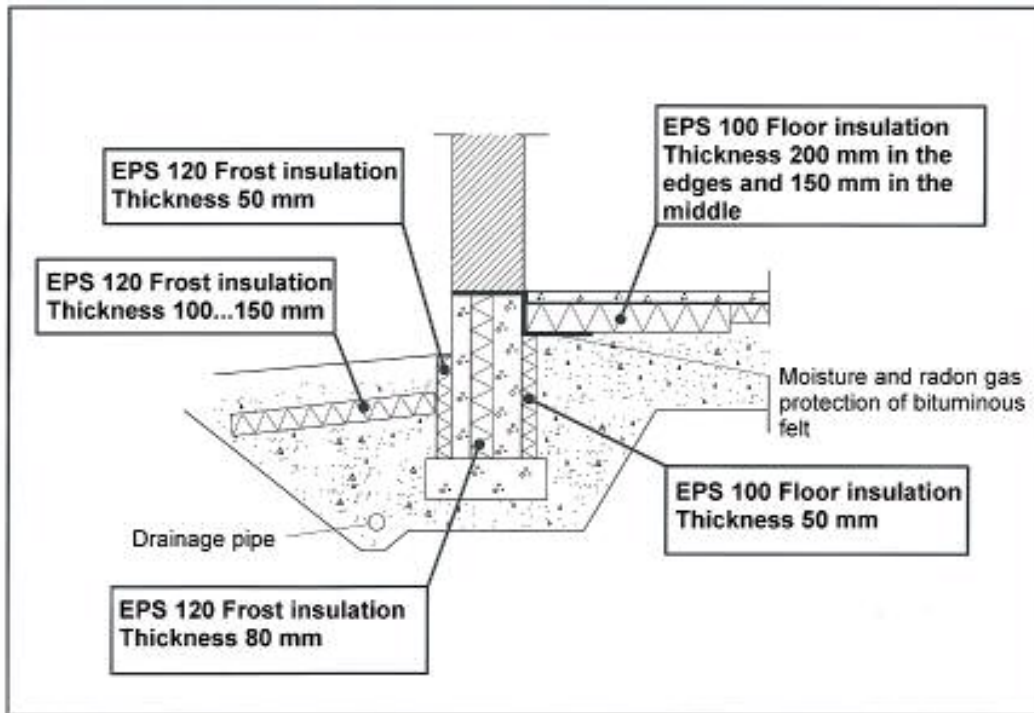 EPS 100 Floor insulation
Thickness 200 mm in the
edges and 150 mm in the
middle
EPS 120 Frost insulation
Thickness 50 mm
EPS 120 Frost insulation
Thickness 100...150 mm
Moisture and radon gas
protection of bituminous
felt
EPS 100 Floor insulation
Thickness 50 mm
Drainage pipe
EPS 120 Frost insulation
Thickness 80 mm